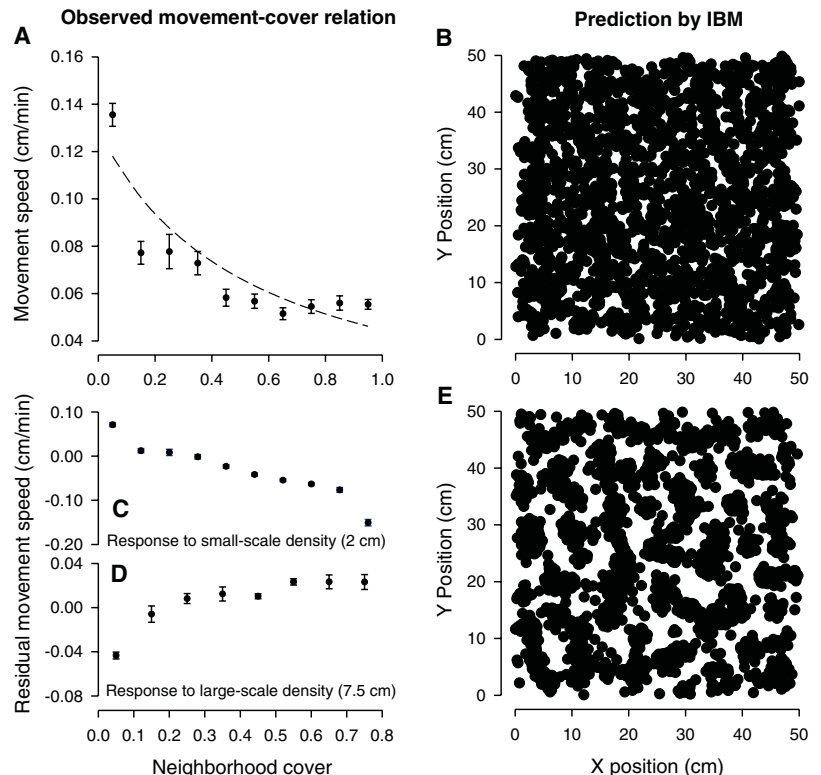 Observed movement-cover relation
Prediction by IBM
A
Movement speed (cm/min)
0.16
0.14
0.12
0.10
0.08
0.06
0.04
0.0 0.2 0.4 0.6 0.8 1.0
B
Y Position (cm)
50
40
30
20
10
0
0 10 20 30 40 50
Residual movement speed (cm/min)
0.10
0.00
-0.10
-0.20
C
Response to small-scale density (2 cm)
0.04
0.00
-0.04
-0.08
D
Response to large-scale density (7.5 cm)
0.0 0.1 0.2 0.3 0.4 0.5 0.6 0.7 0.8
Neighborhood cover
E
Y Position (cm)
50
40
30
20
10
0
0 10 20 30 40 50
X position (cm)